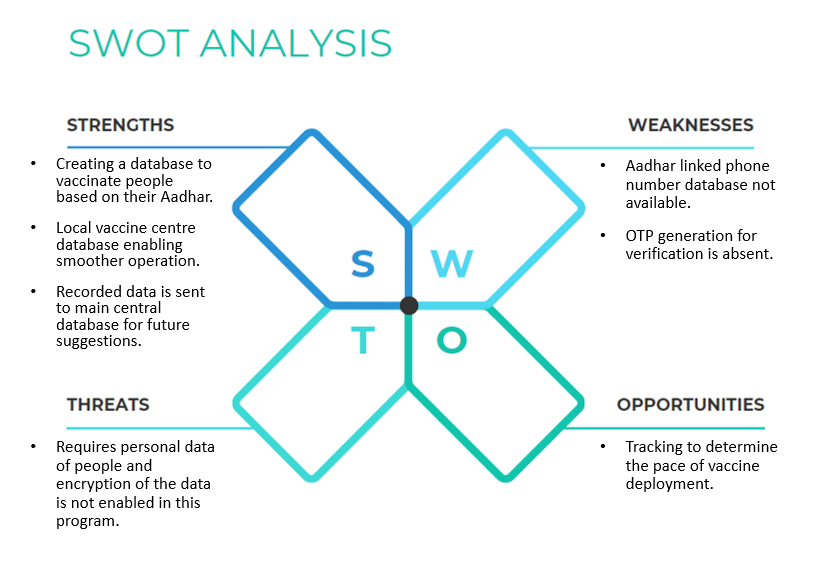 SWOT ANALYSIS
STRENGTHS
• Creating a database to
vaccinate people
based on their Aadhar.
• Local vaccine centre
database enabling
smoother operation.
• Recorded data is sent
to main central
database for future
suggestions.
WEAKNESSES
• Aadhar linked phone
number database not
available.
• OTP generation for
verification is absent.
S W
T O
THREATS
• Requires personal data
of people and
encryption of the data
is not enabled in this
program.
OPPORTUNITIES
• Tracking to determine
the pace of vaccine
deployment.